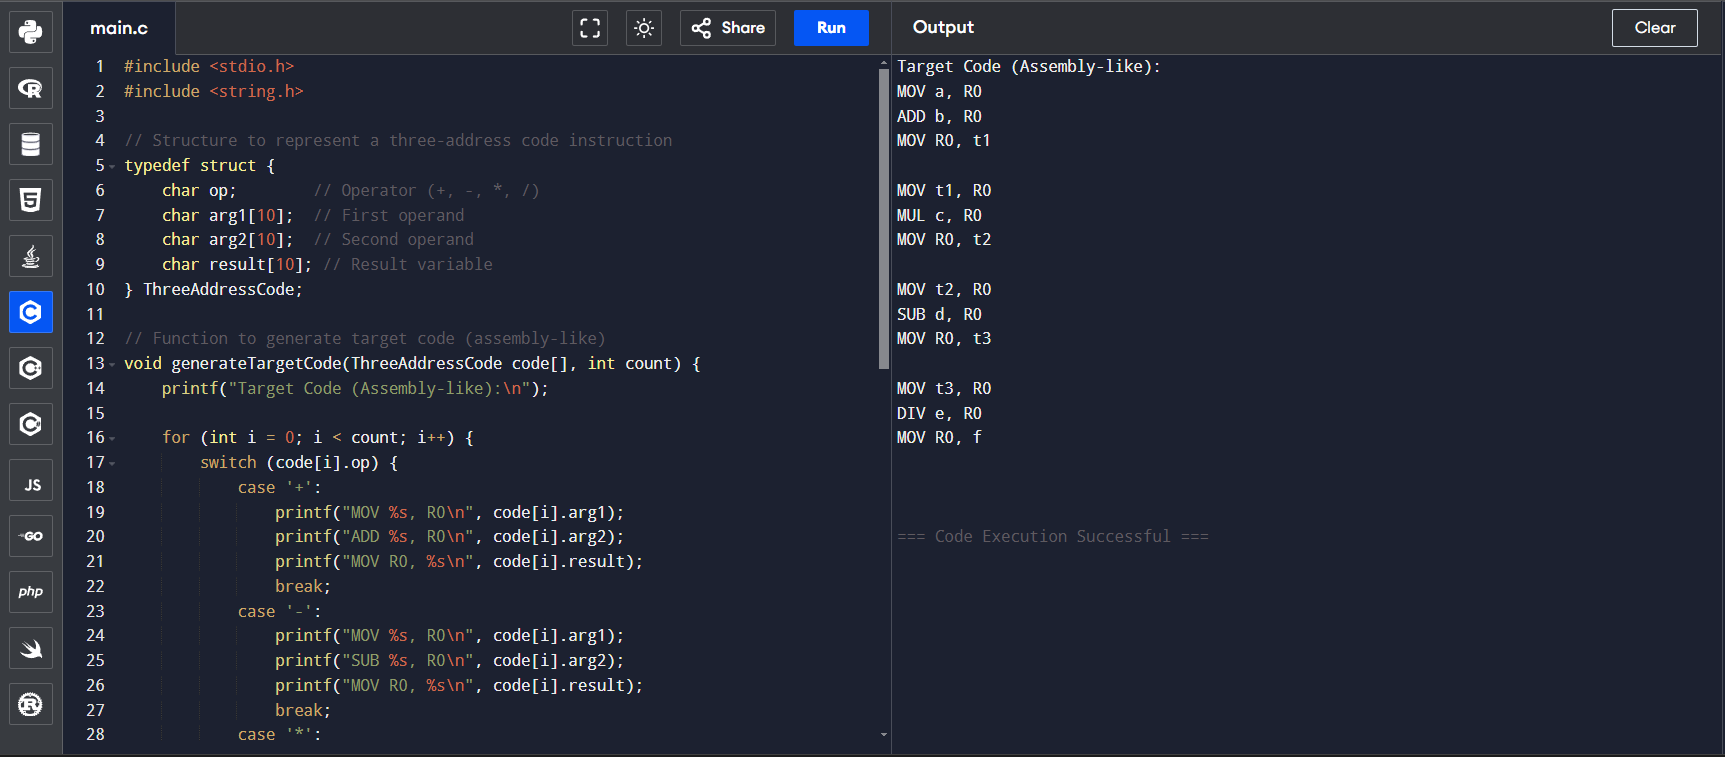 main.c
Share
Run
Output
Clear
1 #include <stdio.h>
2 #include <string.h>
3
4 // Structure to represent a three-address code instruction
5 typedef struct {
6     char op;        // Operator (+, -, *, /)
7     char arg1[10];  // First operand
8     char arg2[10];  // Second operand
9     char result[10]; // Result variable
10 } ThreeAddressCode;
11
12 // Function to generate target code (assembly-like)
13 void generateTargetCode(ThreeAddressCode code[], int count) {
14     printf("Target Code (Assembly-like):\n");
15
16     for (int i = 0; i < count; i++) {
17         switch (code[i].op) {
18             case '+':
19                 printf("MOV %s, R0\n", code[i].arg1);
20                 printf("ADD %s, R0\n", code[i].arg2);
21                 printf("MOV R0, %s\n", code[i].result);
22                 break;
23             case '-':
24                 printf("MOV %s, R0\n", code[i].arg1);
25                 printf("SUB %s, R0\n", code[i].arg2);
26                 printf("MOV R0, %s\n", code[i].result);
27                 break;
28             case '*':
Target Code (Assembly-like):
MOV a, R0
ADD b, R0
MOV R0, t1
MOV t1, R0
MUL c, R0
MOV R0, t2
MOV t2, R0
SUB d, R0
MOV R0, t3
MOV t3, R0
DIV e, R0
MOV R0, f
=== Code Execution Successful ===
R
5
C
C
C
JS
GO
php
R